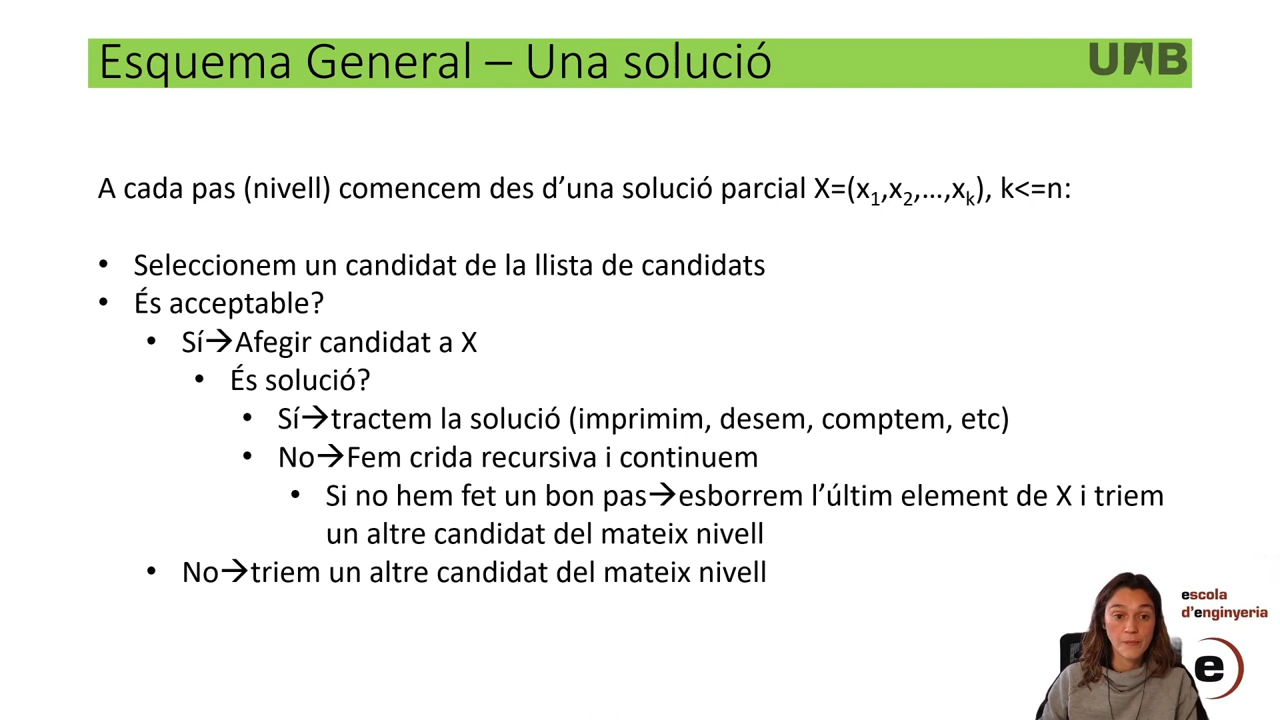 Esquema General – Una solució
UAB
A cada pas (nivell) comencem des d’una solució parcial X=(x₁,x₂,…,xₖ), k<=n:
• Seleccionem un candidat de la llista de candidats
• És acceptable?
• Sí→Afegir candidat a X
• És solució?
• Sí→tractem la solució (imprimim, desem, comptem, etc)
• No→Fem crida recursiva i continuem
• Si no hem fet un bon pas→esborrem l’últim element de X i triem
un altre candidat del mateix nivell
• No→triem un altre candidat del mateix nivell
escola
d'enginyeria
e